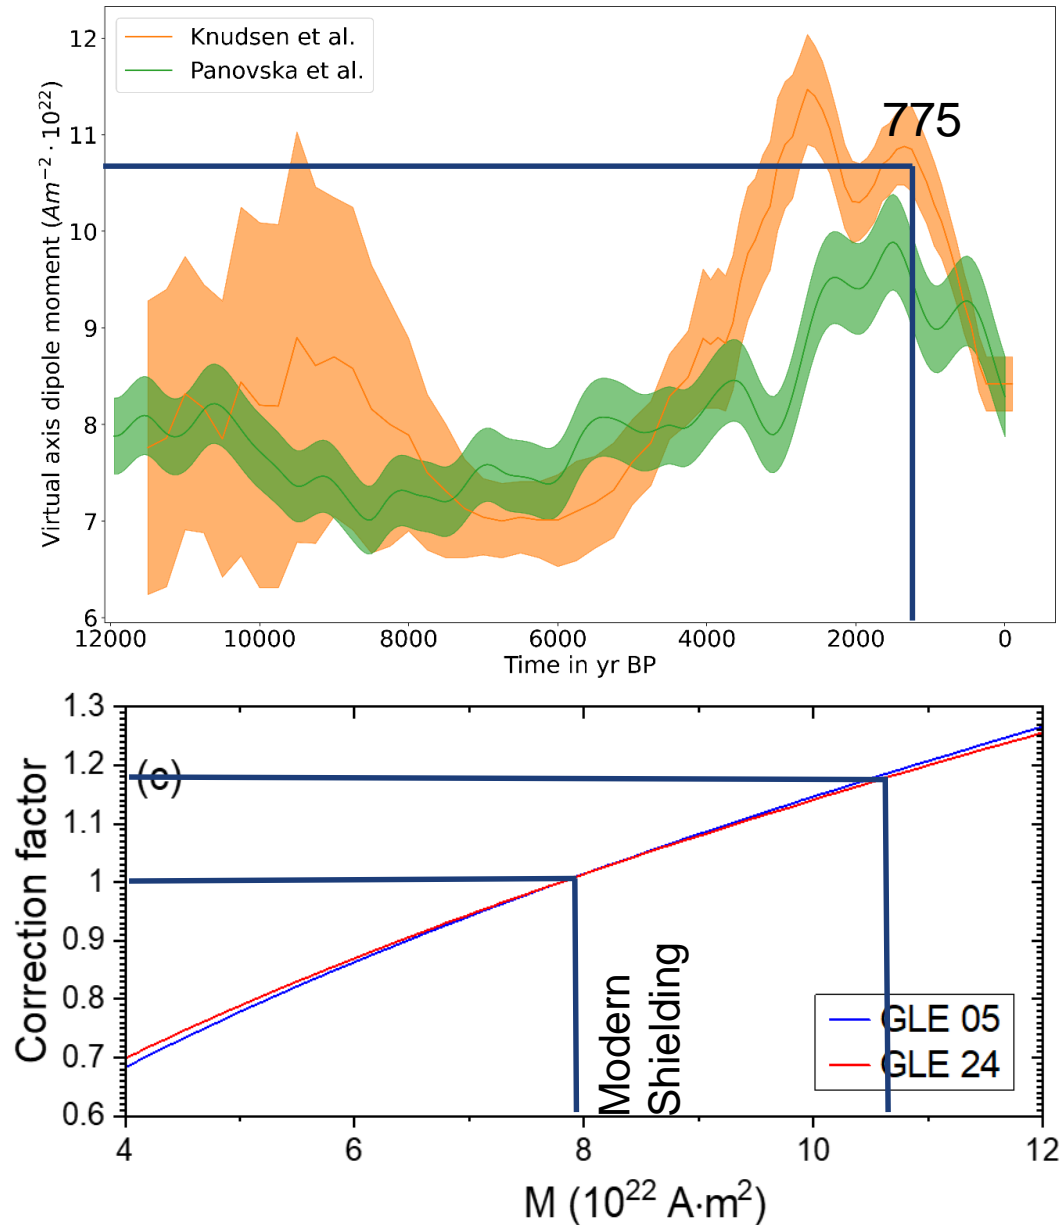 Knudsen et al.
Panovska et al.
775
Virtual axis dipole moment (Am⁻² · 10²²)
12
11
10
9
8
7
6
12000 10000 8000 6000 4000 2000 0
Time in yr BP
1.3
1.2
1.1
1
0.9
0.8
0.7
0.6
Correction factor
(c)
Modern
Shielding
GLE 05
GLE 24
4 6 8 10 12
M (10²² A·m²)